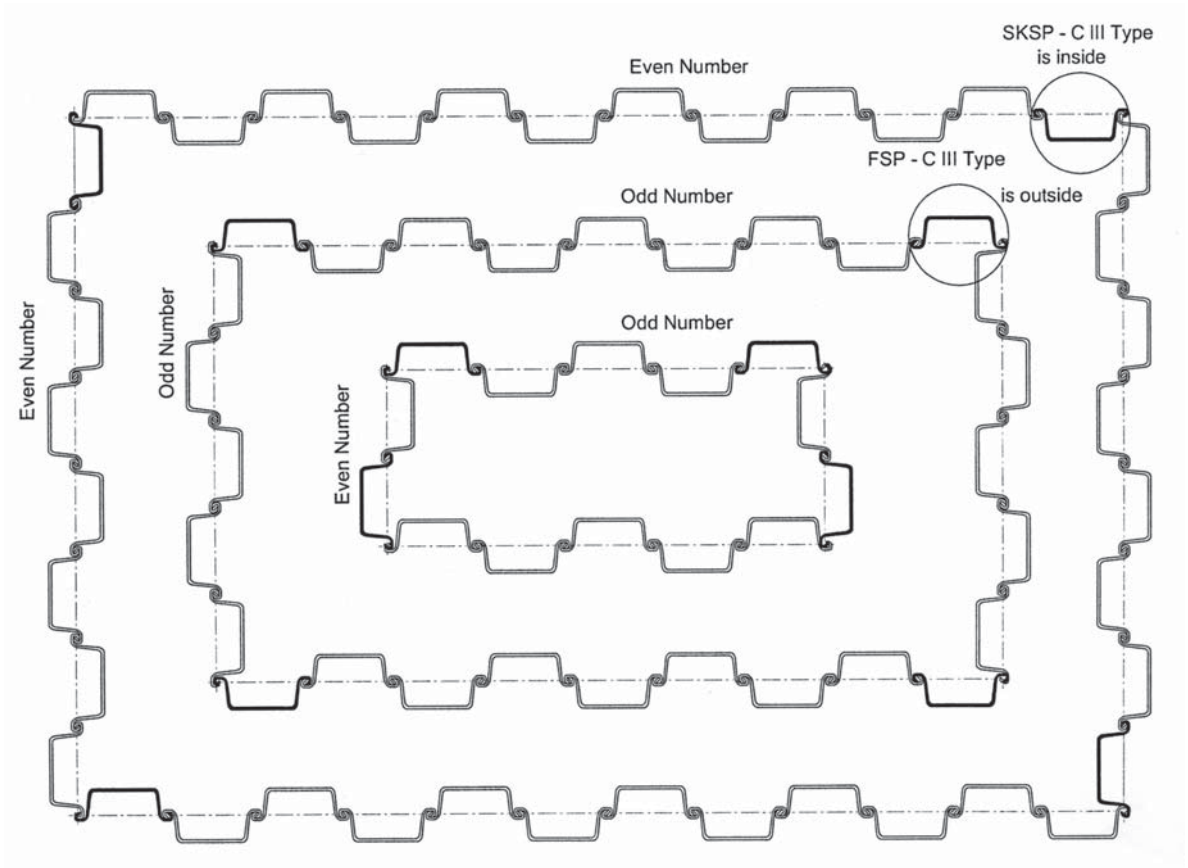 SKSP - C III Type
is inside
Even Number
FSP - C III Type
is outside
Odd Number
Odd Number
Even Number
Odd Number
Even Number